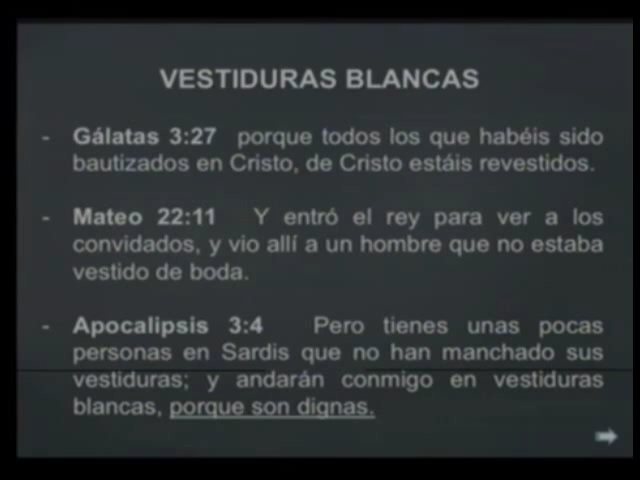 VESTIDURAS BLANCAS
- Gálatas 3:27 porque todos los que habéis sido
bautizados en Cristo, de Cristo estáis revestidos.
- Mateo 22:11 Y entró el rey para ver a los
convidados, y vio allí a un hombre que no estaba
vestido de boda.
- Apocalipsis 3:4 Pero tienes unas pocas
personas en Sardis que no han manchado sus
vestiduras; y andarán conmigo en vestiduras
blancas, porque son dignas.